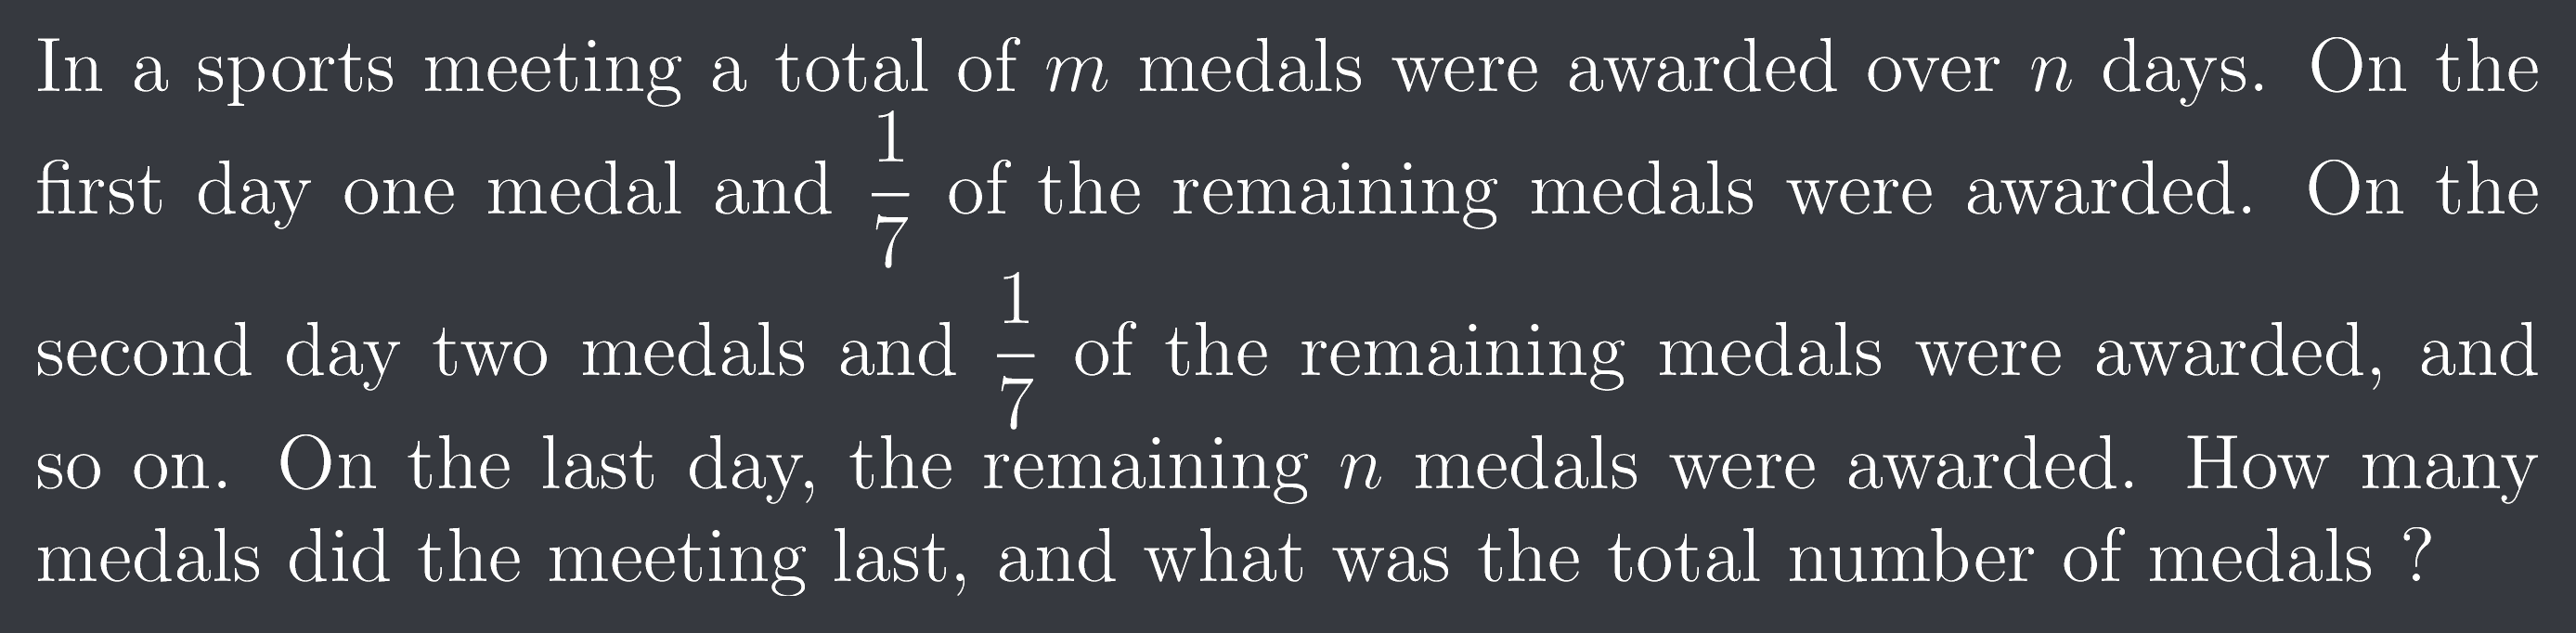 In a sports meeting a total of m medals were awarded over n days. On the
first day one medal and 1/7 of the remaining medals were awarded. On the
second day two medals and 1/7 of the remaining medals were awarded, and
so on. On the last day, the remaining n medals were awarded. How many
medals did the meeting last, and what was the total number of medals ?